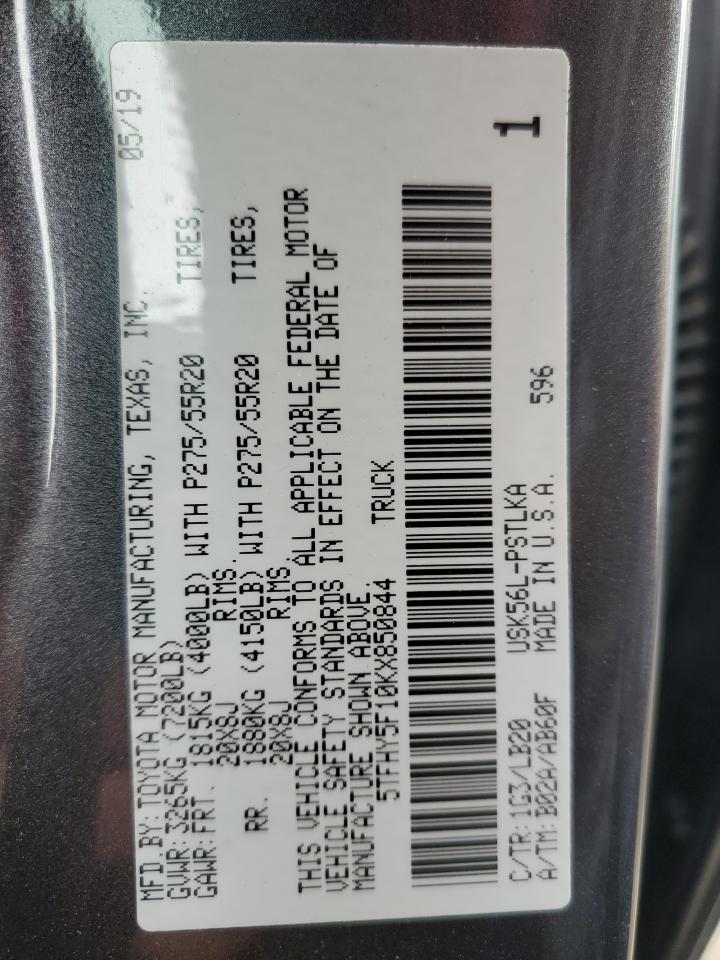 MFD BY: TOYOTA MOTOR MANUFACTURING, TEXAS, INC. 05/19
GVWR: 3265KG (7200LB)
GAWR: FRT. 1815KG (4000LB) WITH P275/55R20 TIRES,
20X8J RIMS.
RR. 1880KG (4150LB) WITH P275/55R20 TIRES,
20X8J RIMS.
THIS VEHICLE CONFORMS TO ALL APPLICABLE FEDERAL MOTOR
VEHICLE SAFETY STANDARDS IN EFFECT ON THE DATE OF
MANUFACTURE SHOWN ABOVE.
5TFHY5F10KX850844 TRUCK
1
C/TR: 1G3/LB20 USK56L-PSTLKA 596
A/TM: B02A/AB60F MADE IN U.S.A.